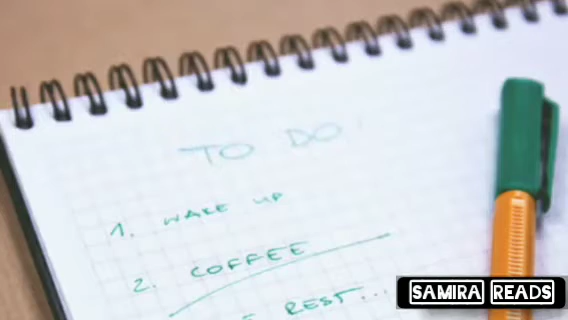 TO DO
1. WAKE UP
2. COFFEE
REST...
SAMIRA READS